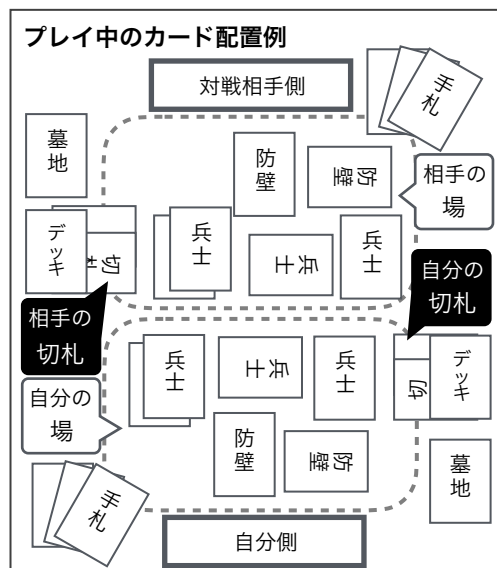 プレイ中のカード配置例
対戦相手側
手札
墓地
防壁
防壁
相手の
場
デッキ
切札
兵士
兵士
兵士
自分の
切札
相手の
切札
兵士
兵士
兵士
切
デッキ
自分の
場
防壁
防壁
墓地
手札
自分側